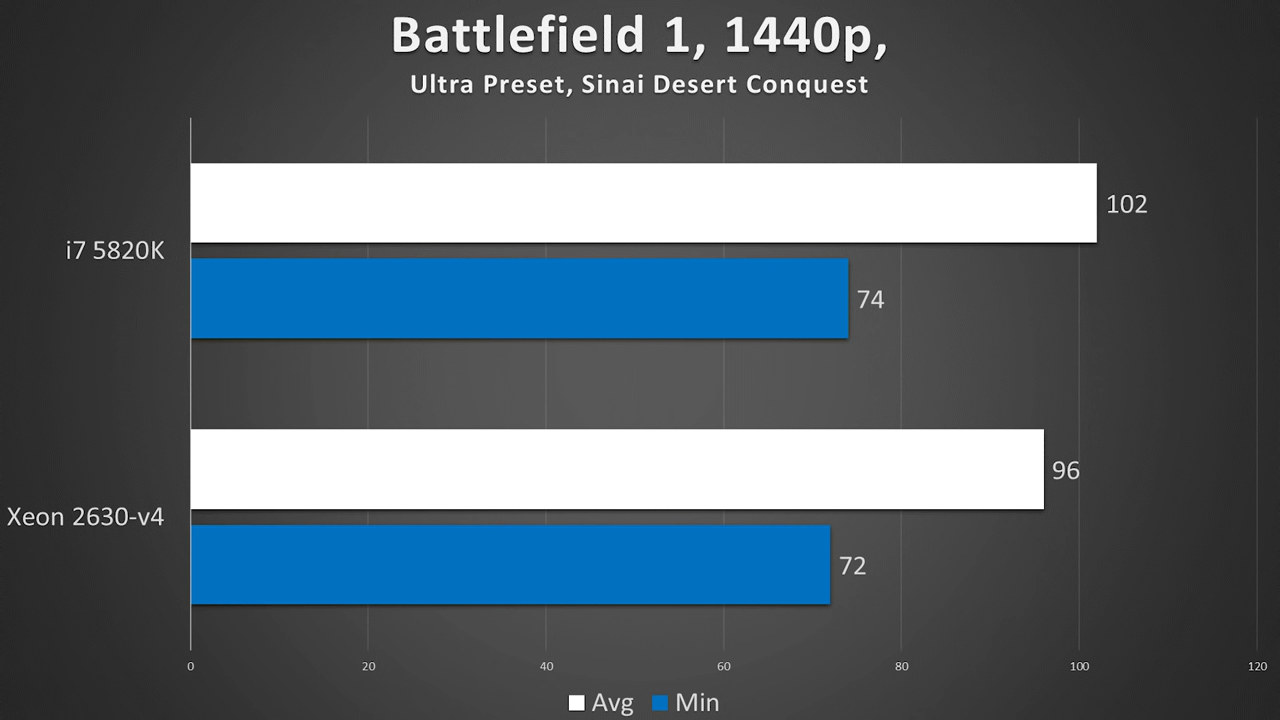 Battlefield 1, 1440p,
Ultra Preset, Sinai Desert Conquest
102
i7 5820K
74
96
Xeon 2630-v4
72
0 20 40 60 80 100 120
Avg Min